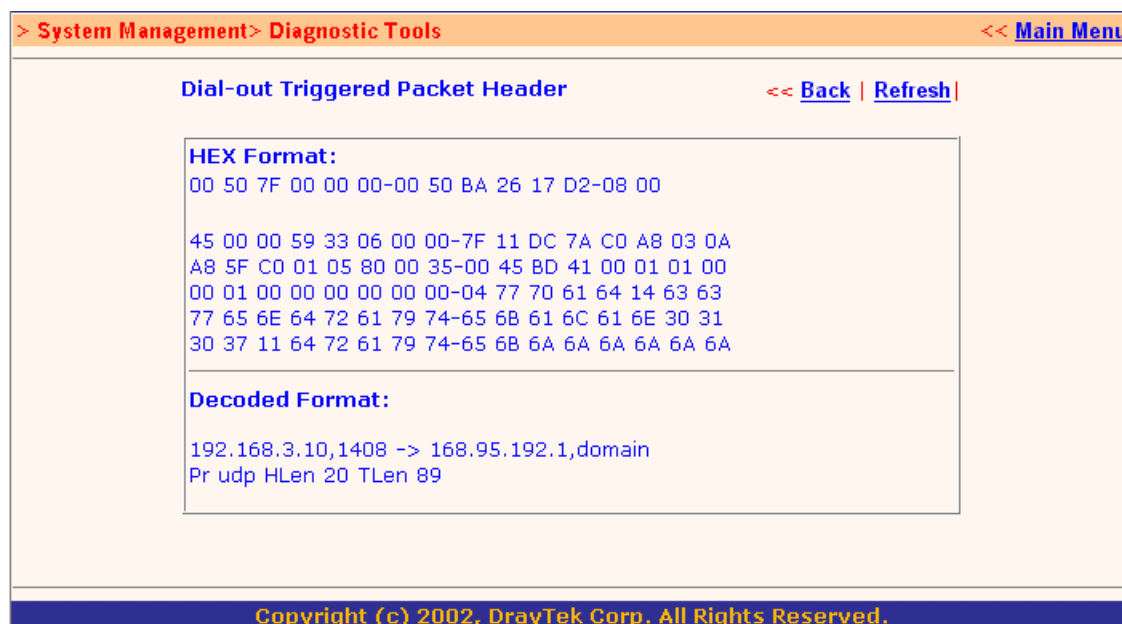 > System Management> Diagnostic Tools << Main Menu
Dial-out Triggered Packet Header << Back | Refresh|
HEX Format:
00 50 7F 00 00 00-00 50 BA 26 17 D2-08 00
45 00 00 59 33 06 00 00-7F 11 DC 7A C0 A8 03 0A
A8 5F C0 01 05 80 00 35-00 45 BD 41 00 01 01 00
00 01 00 00 00 00 00 00-04 77 70 61 64 14 63 63
77 65 6E 64 72 61 79 74-65 6B 61 6C 61 6E 30 31
30 37 11 64 72 61 79 74-65 6B 6A 6A 6A 6A 6A 6A
Decoded Format:
192.168.3.10,1408 -> 168.95.192.1,domain
Pr udp HLen 20 TLen 89
Copyright (c) 2002, DrayTek Corp. All Rights Reserved.